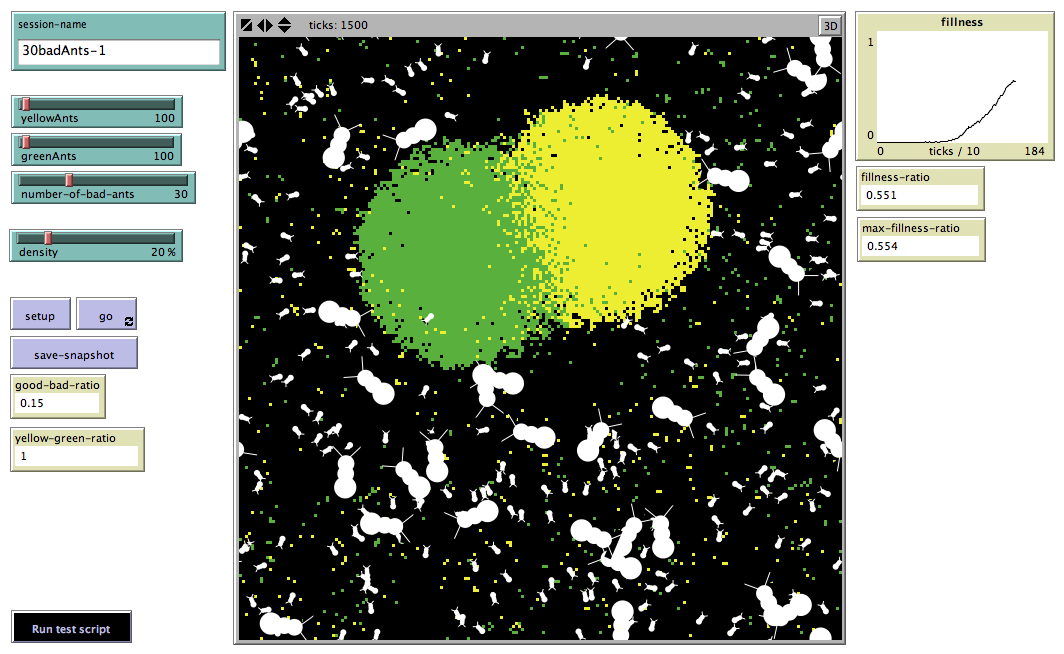 session-name
30badAnts-1
yellowAnts 100
greenAnts 100
number-of-bad-ants 30
density 20 %
setup
go
save-snapshot
good-bad-ratio
0.15
yellow-green-ratio
1
Run test script
ticks: 1500
3D
fillness
1
0
0 ticks / 10 184
fillness-ratio
0.551
max-fillness-ratio
0.554